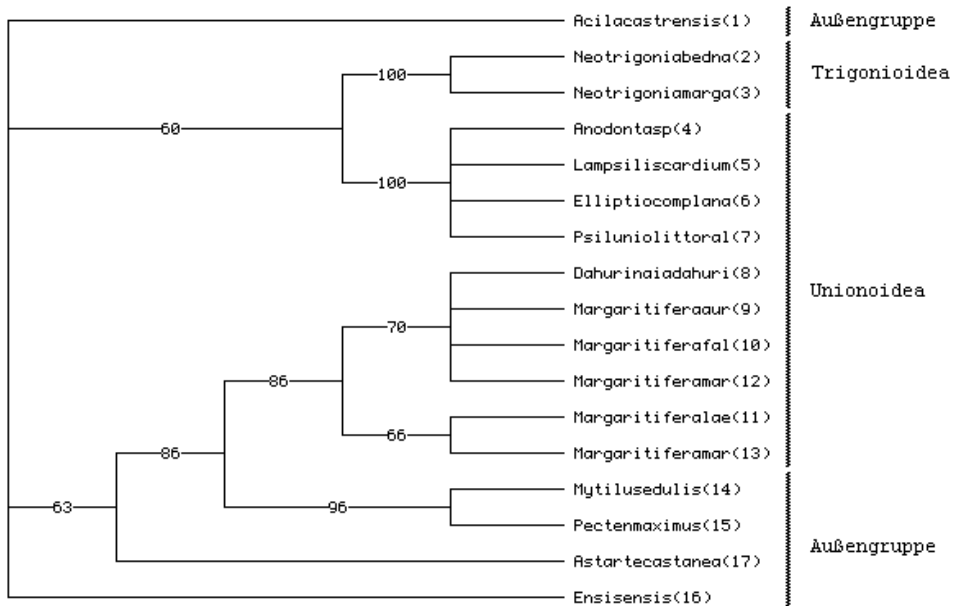 Acilacastrensis(1)
Außengruppe
Neotrigoniabedna(2)
100
Trigonioidea
Neotrigoniamarga(3)
60
Anodontasp(4)
Lampsiliscardium(5)
100
Elliptiocomplana(6)
Psiluniolittoral(7)
Dahurinaiadahuri(8)
Unionoidea
Margaritiferaaur(9)
70
Margaritiferafal(10)
86
Margaritiferamar(12)
Margaritiferalae(11)
66
86
Margaritiferamar(13)
Mytilusedulis(14)
63
96
Pectenmaximus(15)
Außengruppe
Astartecastanea(17)
Ensisensis(16)